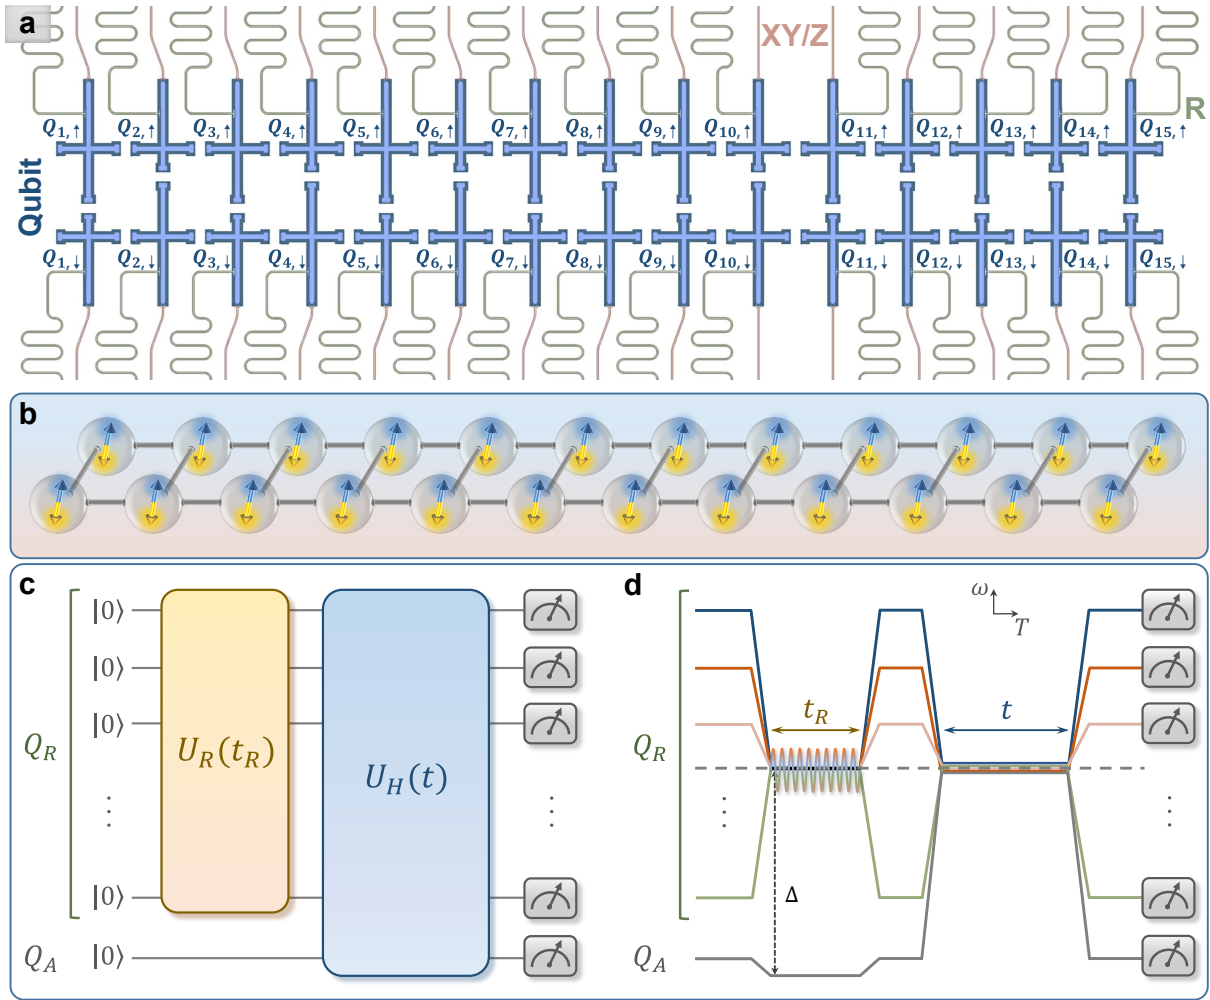 a
XY/Z
R
Q1,↑ Q2,↑ Q3,↑ Q4,↑ Q5,↑ Q6,↑ Q7,↑ Q8,↑ Q9,↑ Q10,↑ Q11,↑ Q12,↑ Q13,↑ Q14,↑ Q15,↑
Qubit
Q1,↓ Q2,↓ Q3,↓ Q4,↓ Q5,↓ Q6,↓ Q7,↓ Q8,↓ Q9,↓ Q10,↓ Q11,↓ Q12,↓ Q13,↓ Q14,↓ Q15,↓
b
c
|0⟩
|0⟩
|0⟩
QR
⋮
UR(tR)
UH(t)
⋮
|0⟩
QA |0⟩
d
ω
T
tR
t
QR
⋮
⋮
Δ
QA